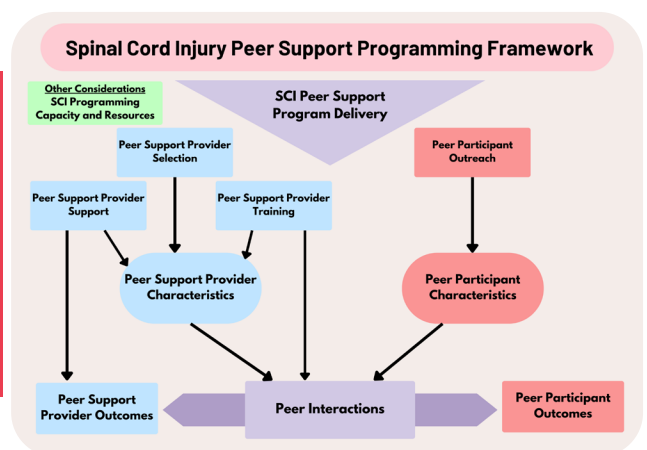 Spinal Cord Injury Peer Support Programming Framework
Other Considerations
SCI Programming
Capacity and Resources
SCI Peer Support
Program Delivery
Peer Support Provider
Selection
Peer Participant
Outreach
Peer Support Provider
Support
Peer Support Provider
Training
Peer Support Provider
Characteristics
Peer Participant
Characteristics
Peer Support
Provider Outcomes
Peer Interactions
Peer Participant
Outcomes